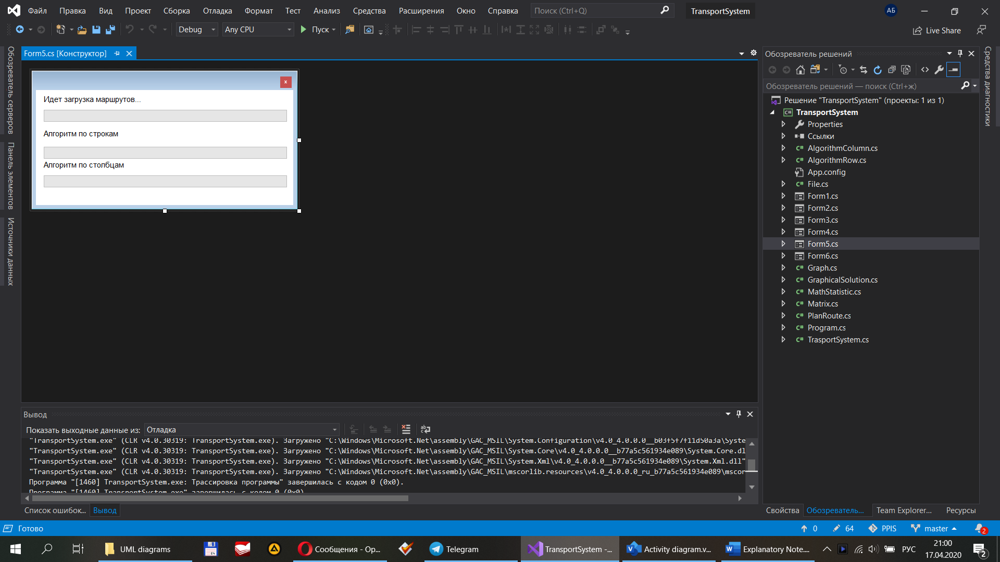 Файл Правка Вид Проект Сборка Отладка Формат Тест Анализ Средства Расширения Окно Справка Поиск (Ctrl+Q) TransportSystem АБ
Debug Any CPU Пуск Live Share
Обозреватель серверов
Панель элементов
Источники данных
Form5.cs [Конструктор]
Идет загрузка маршрутов...
Алгоритм по строкам
Алгоритм по столбцам
Обозреватель решений
Обозреватель решений — поиск (Ctrl+ж)
Решение "TransportSystem" (проекты: 1 из 1)
TransportSystem
Properties
Ссылки
AlgorithmColumn.cs
AlgorithmRow.cs
App.config
File.cs
Form1.cs
Form2.cs
Form3.cs
Form4.cs
Form5.cs
Form6.cs
Graph.cs
GraphicalSolution.cs
MathStatistic.cs
Matrix.cs
PlanRoute.cs
Program.cs
TrasportSystem.cs
Средства диагностики
Вывод
Показать выходные данные из: Отладка
"TransportSystem.exe" (CLR v4.0.30319: TransportSystem.exe). Загружено "C:\Windows\Microsoft.Net\assembly\GAC_MSIL\System.Configuration\v4.0_4.0.0.0__b03f5f7f11d50a3a\Syste
"TransportSystem.exe" (CLR v4.0.30319: TransportSystem.exe). Загружено "C:\Windows\Microsoft.Net\assembly\GAC_MSIL\System.Core\v4.0_4.0.0.0__b77a5c561934e089\System.Core.dl
"TransportSystem.exe" (CLR v4.0.30319: TransportSystem.exe). Загружено "C:\Windows\Microsoft.Net\assembly\GAC_MSIL\System.Xml\v4.0_4.0.0.0__b77a5c561934e089\System.Xml.dll"
"TransportSystem.exe" (CLR v4.0.30319: TransportSystem.exe). Загружено "C:\Windows\Microsoft.Net\assembly\GAC_MSIL\mscorlib.resources\v4.0_4.0.0.0_ru_b77a5c561934e089\mscor
Программа "[1460] TransportSystem.exe: Трассировка программы" завершилась с кодом 0 (0x0).
Программа "[1460] TransportSystem.exe" завершилась с кодом 0 (0x0).
Список ошибок... Вывод
Свойства Обозреватель... Team Explorer... Ресурсы
Готово 0 64 PPIS master 2
UML diagrams 64 Сообщения - Op... Telegram TransportSystem -... Activity diagram.v... Explanatory Note.... РУС 21:00
17.04.2020 2